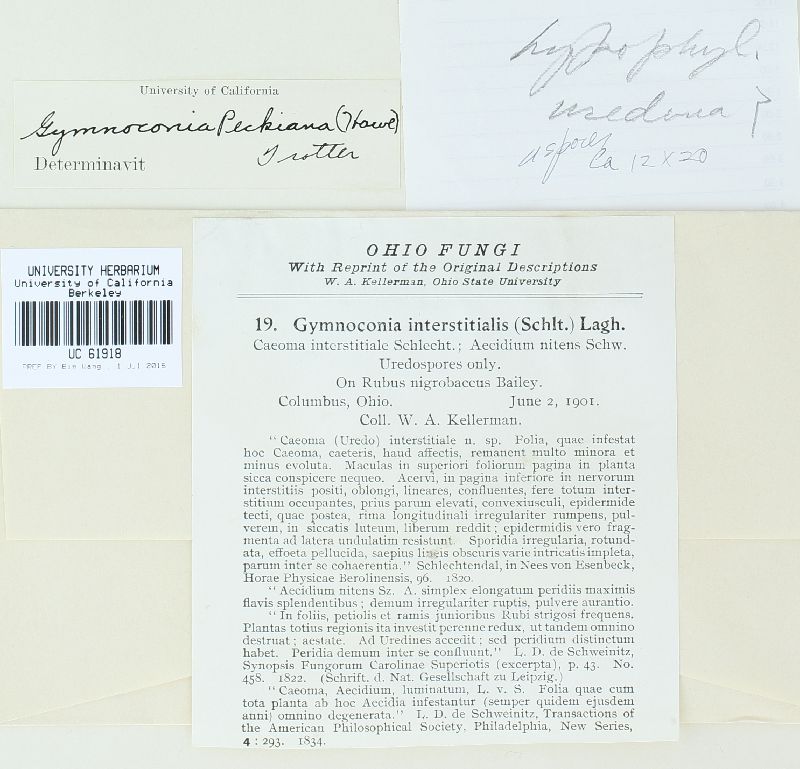 University of California
Gymnoconia Peckiana (Howe)
Trotter
Determinavit
hypophyl.
uredinia
uspores
Ca 12 x 20
UNIVERSITY HERBARIUM
University of California
Berkeley
UC 61918
OHIO FUNGI
With Reprint of the Original Descriptions
W. A. Kellerman, Ohio State University
19. Gymnoconia interstitialis (Schlt.) Lagh.
Caeoma interstitiale Schlecht.; Aecidium nitens Schw.
Uredospores only.
On Rubus nigrobaccus Bailey.
Columbus, Ohio. June 2, 1901.
Coll. W. A. Kellerman.
"Caeoma (Uredo) interstitiale n. sp. Folia, quae infestat
hoc Caeoma, caeteris, haud affectis, remanent multo minora et
minus evoluta. Maculas in superiori foliorum pagina in planta
sicca conspicere nequeo. Acervi, in pagina inferiore in nervorum
interstitiis positi, oblongi, lineares, confluentes, fere totum inter-
stitium occupantes, prius parum elevati, convexiusculi, epidermide
tecti, quae postea, rima longitudinali irregulariter rumpens, pul-
verem, in siccatis luteum, liberum reddit; epidermidis vero frag-
menta ad latera undulatim resistunt. Sporidia irregularia, rotund-
ata, effoeta pellucida, saepius lineis obscuris varie intricatis impleta,
parum inter se cohaerentia." Schlechtendal, in Nees von Esenbeck,
Horae Physicae Berolinensis, 96. 1820.
"Aecidium nitens Sz. A. simplex elongatum peridiis maximis
flavis splendentibus; demum irregulariter ruptis, pulvere aurantio.
"In foliis, petiolis et ramis junioribus Rubi strigosi frequens.
Plantas totius regionis ita investit perenne redux, ut tandem omnino
destruat; aestate. Ad Uredines accedit; sed peridium distinctum
habet. Peridia demum inter se confluunt." L. D. de Schweinitz,
Synopsis Fungorum Carolinae Superiotis (excerpta), p. 43. No.
458. 1822. (Schrift. d. Nat. Gesellschaft zu Leipzig.)
"Caeoma, Aecidium, luminatum, L. v. S. Folia quae cum
tota planta ab hoc Aecidia infestantur (semper quidem ejusdem
anni) omnino degenerata." L. D. de Schweinitz, Transactions of
the American Philosophical Society, Philadelphia, New Series,
4 : 293. 1834.